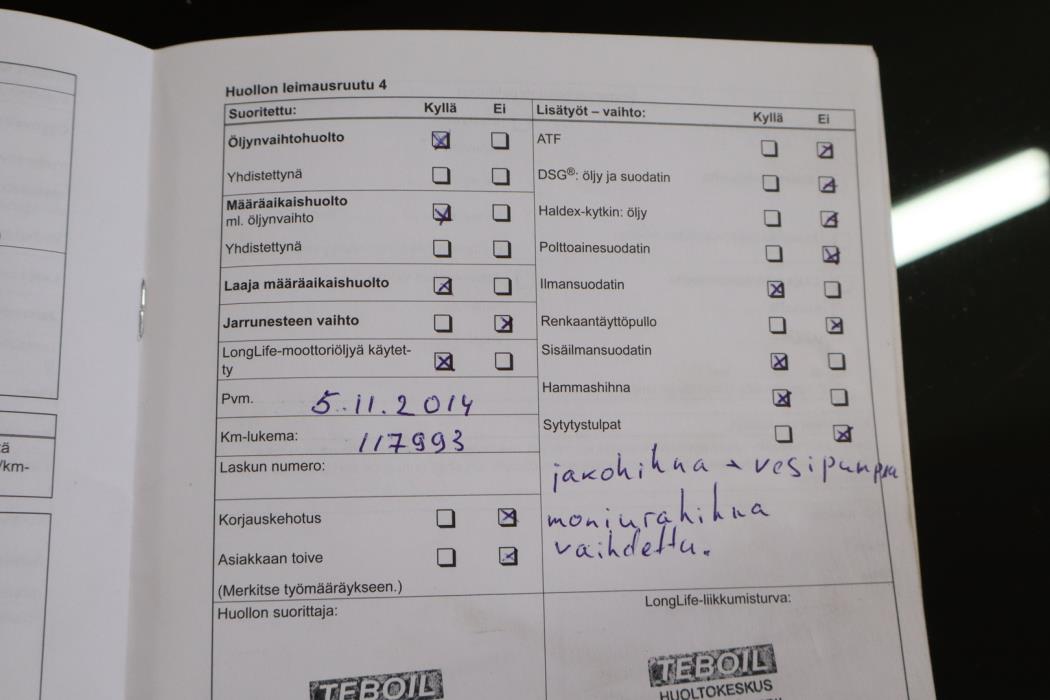 Huollon leimausruutu 4
Suoritettu: Kyllä Ei
Öljynvaihtohuolto
Yhdistettynä
Määräaikaishuolto
ml. öljynvaihto
Yhdistettynä
Laaja määräaikaishuolto
Jarrunesteen vaihto
LongLife-moottoriöljyä käytet-
ty
Pvm. 5.11.2014
Km-lukema: 117993
Laskun numero:
Korjauskehotus
Asiakkaan toive
(Merkitse työmääräykseen.)
Huollon suorittaja:
TEBOIL
Lisätyöt – vaihto: Kyllä Ei
ATF
DSG®: öljy ja suodatin
Haldex-kytkin: öljy
Polttoainesuodatin
Ilmansuodatin
Renkaantäyttöpullo
Sisäilmansuodatin
Hammashihna
Sytytystulpat
jakohihna + vesipumppu
moniurahihna
vaihdettu.
LongLife-liikkumisturva:
TEBOIL
HUOLTOKESKUS
/km-